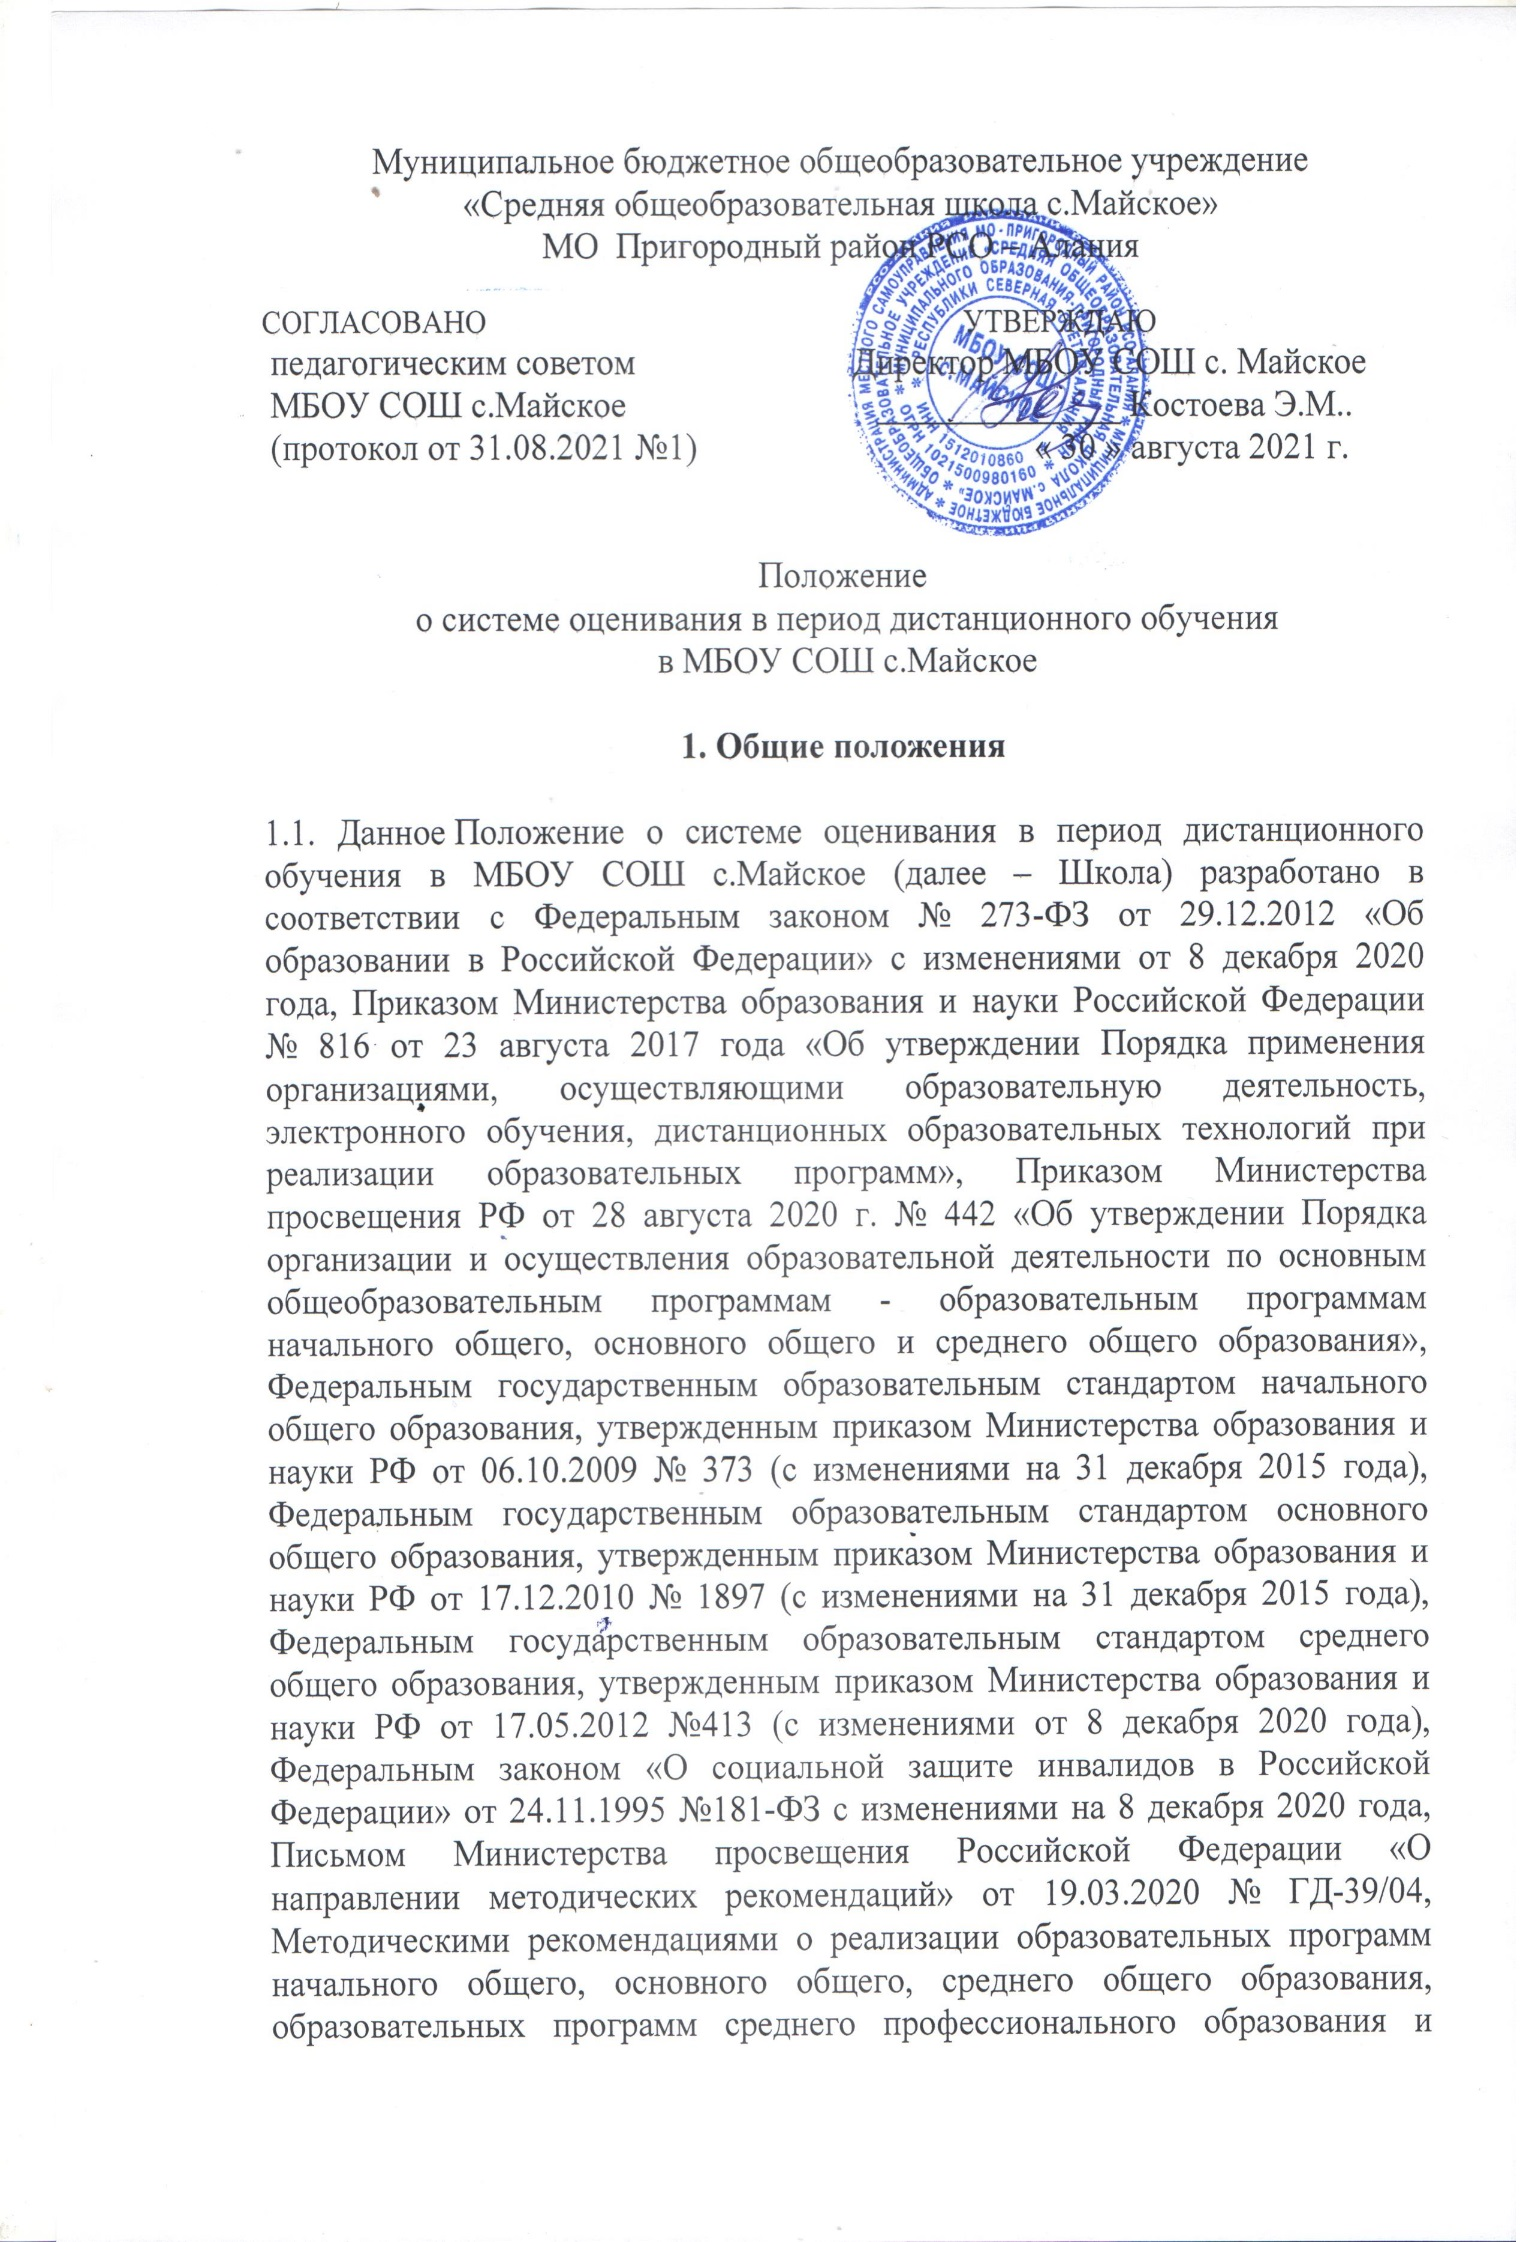 Муниципальное бюджетное общеобразовательное учреждение
«Средняя общеобразовательная школа с.Майское»
МО Пригородный район РСО – Алания
СОГЛАСОВАНО
педагогическим советом
МБОУ СОШ с.Майское
(протокол от 31.08.2021 №1)
УТВЕРЖДАЮ
Директор МБОУ СОШ с. Майское
Костоева Э.М..
« 30 » августа 2021 г.
МБОУ СОШ
с.МАЙСКОЕ
ИНН 1512010860
ОГРН 1021500980160
Положение
о системе оценивания в период дистанционного обучения
в МБОУ СОШ с.Майское
1. Общие положения
1.1. Данное Положение о системе оценивания в период дистанционного
обучения в МБОУ СОШ с.Майское (далее – Школа) разработано в
соответствии с Федеральным законом № 273-ФЗ от 29.12.2012 «Об
образовании в Российской Федерации» с изменениями от 8 декабря 2020
года, Приказом Министерства образования и науки Российской Федерации
№ 816 от 23 августа 2017 года «Об утверждении Порядка применения
организациями, осуществляющими образовательную деятельность,
электронного обучения, дистанционных образовательных технологий при
реализации образовательных программ», Приказом Министерства
просвещения РФ от 28 августа 2020 г. № 442 «Об утверждении Порядка
организации и осуществления образовательной деятельности по основным
общеобразовательным программам - образовательным программам
начального общего, основного общего и среднего общего образования»,
Федеральным государственным образовательным стандартом начального
общего образования, утвержденным приказом Министерства образования и
науки РФ от 06.10.2009 № 373 (с изменениями на 31 декабря 2015 года),
Федеральным государственным образовательным стандартом основного
общего образования, утвержденным приказом Министерства образования и
науки РФ от 17.12.2010 № 1897 (с изменениями на 31 декабря 2015 года),
Федеральным государственным образовательным стандартом среднего
общего образования, утвержденным приказом Министерства образования и
науки РФ от 17.05.2012 №413 (с изменениями от 8 декабря 2020 года),
Федеральным законом «О социальной защите инвалидов в Российской
Федерации» от 24.11.1995 №181-ФЗ с изменениями на 8 декабря 2020 года,
Письмом Министерства просвещения Российской Федерации «О
направлении методических рекомендаций» от 19.03.2020 № ГД-39/04,
Методическими рекомендациями о реализации образовательных программ
начального общего, основного общего, среднего общего образования,
образовательных программ среднего профессионального образования и